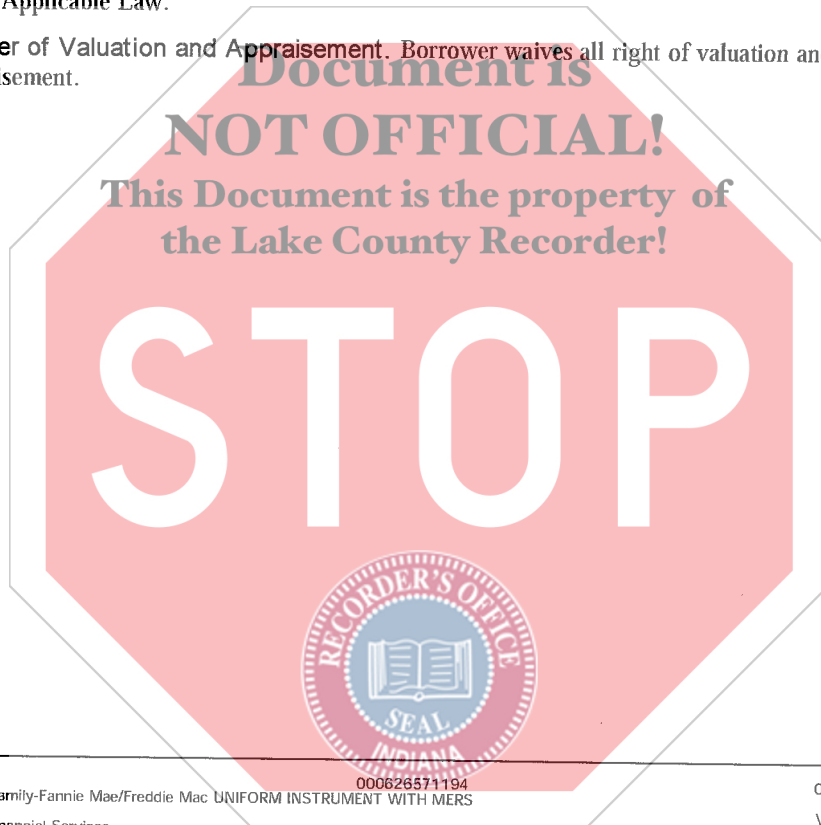 Applicable Law.
er of Valuation and Appraisement. Borrower waives all right of valuation an
isement.
Document is
NOT OFFICIAL!
This Document is the property of
the Lake County Recorder!
STOP
RECORDER'S OFFICE
SEAL
INDIANA
000626571194
amily-Fannie Mae/Freddie Mac UNIFORM INSTRUMENT WITH MERS